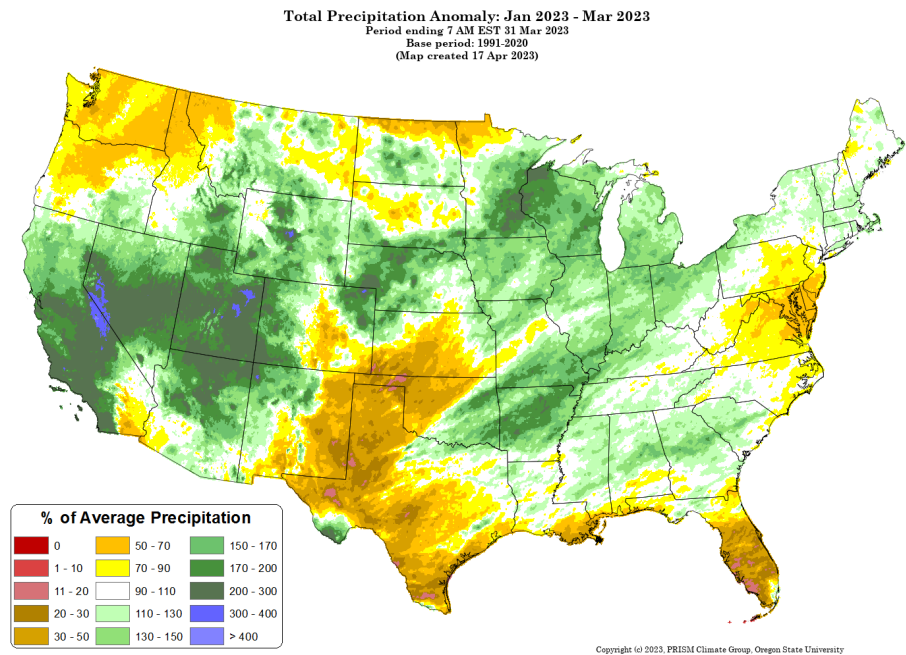 Total Precipitation Anomaly: Jan 2023 - Mar 2023
Period ending 7 AM EST 31 Mar 2023
Base period: 1991-2020
(Map created 17 Apr 2023)
% of Average Precipitation
0
50 - 70
150 - 170
1 - 10
70 - 90
170 - 200
11 - 20
90 - 110
200 - 300
20 - 30
110 - 130
300 - 400
30 - 50
130 - 150
> 400
Copyright (c) 2023, PRISM Climate Group, Oregon State University